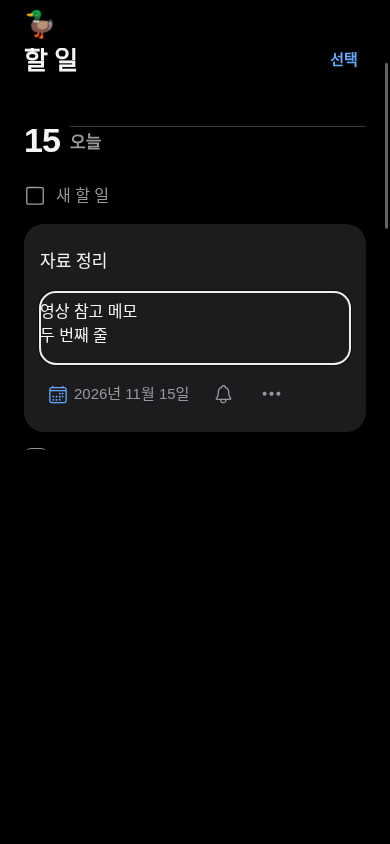 할 일
선택
15 오늘
새 할 일
자료 정리
영상 참고 메모
두 번째 줄
2026년 11월 15일